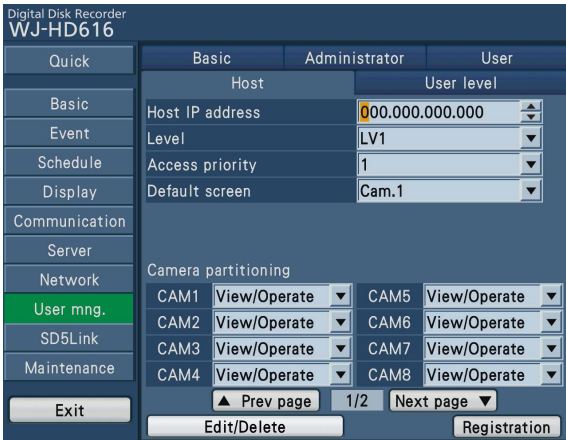 Digital Disk Recorder
WJ-HD616
Quick
Basic
Event
Schedule
Display
Communication
Server
Network
User mng.
SD5Link
Maintenance
Exit
Basic Administrator User
Host User level
Host IP address 000.000.000.000
Level LV1
Access priority 1
Default screen Cam.1
Camera partitioning
CAM1 View/Operate CAM5 View/Operate
CAM2 View/Operate CAM6 View/Operate
CAM3 View/Operate CAM7 View/Operate
CAM4 View/Operate CAM8 View/Operate
▲ Prev page 1/2 Next page ▼
Edit/Delete Registration